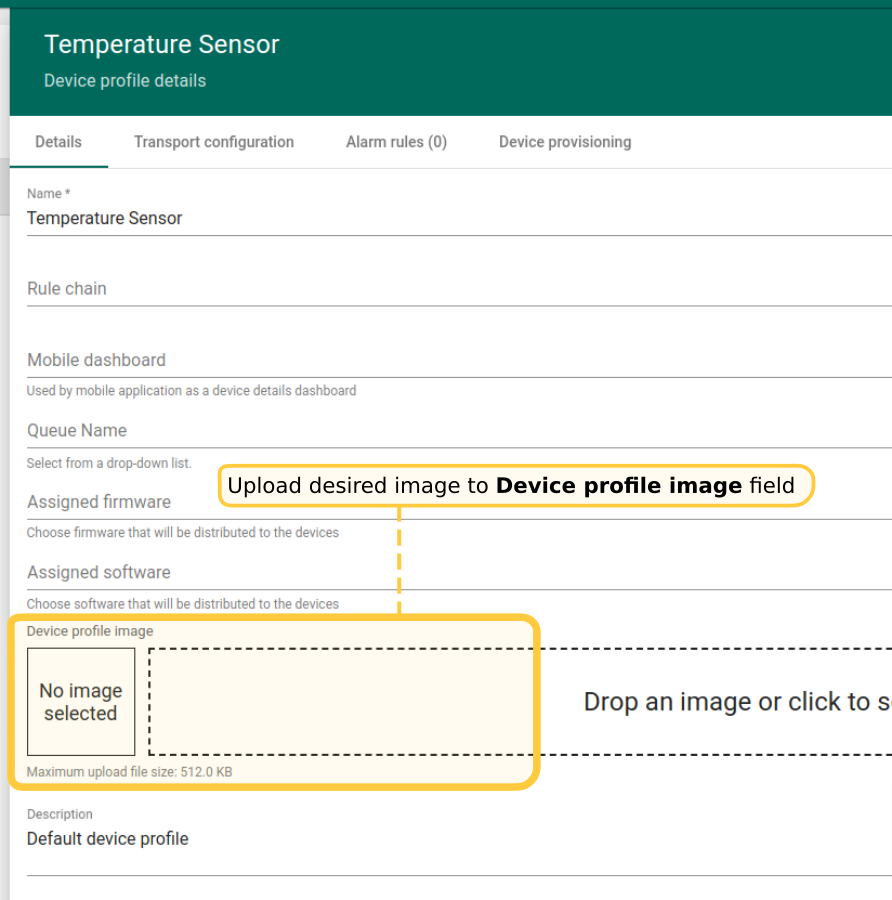 Temperature Sensor
Device profile details
Details Transport configuration Alarm rules (0) Device provisioning
Name *
Temperature Sensor
Rule chain
Mobile dashboard
Used by mobile application as a device details dashboard
Queue Name
Select from a drop-down list.
Upload desired image to Device profile image field
Assigned firmware
Choose firmware that will be distributed to the devices
Assigned software
Choose software that will be distributed to the devices
Device profile image
No image
selected
Drop an image or click to
Maximum upload file size: 512.0 KB
Description
Default device profile